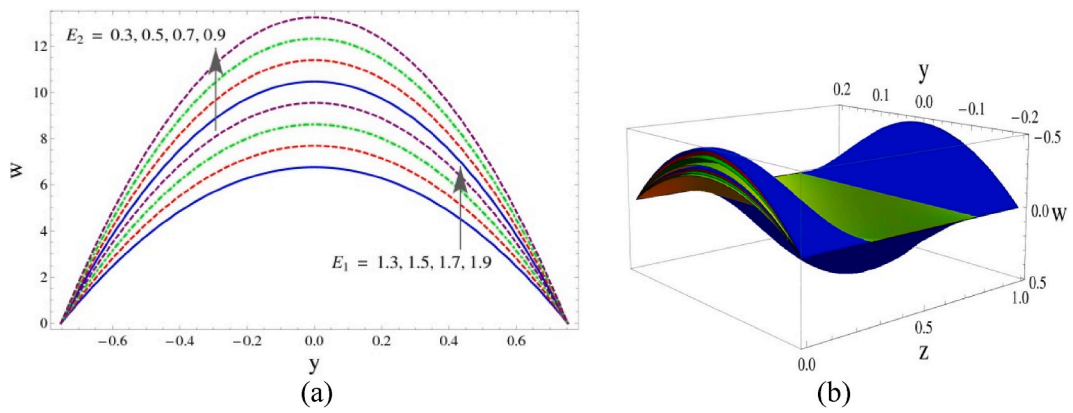 E₂ = 0.3, 0.5, 0.7, 0.9
12
10
8
6
4
2
0
w
E₁ = 1.3, 1.5, 1.7, 1.9
−0.6 −0.4 −0.2 0.0 0.2 0.4 0.6
y
(a)
y
0.2 0.1 0.0 −0.1 −0.2
−0.5
0.0
w
0.5
0.0 0.5 1.0
z
(b)